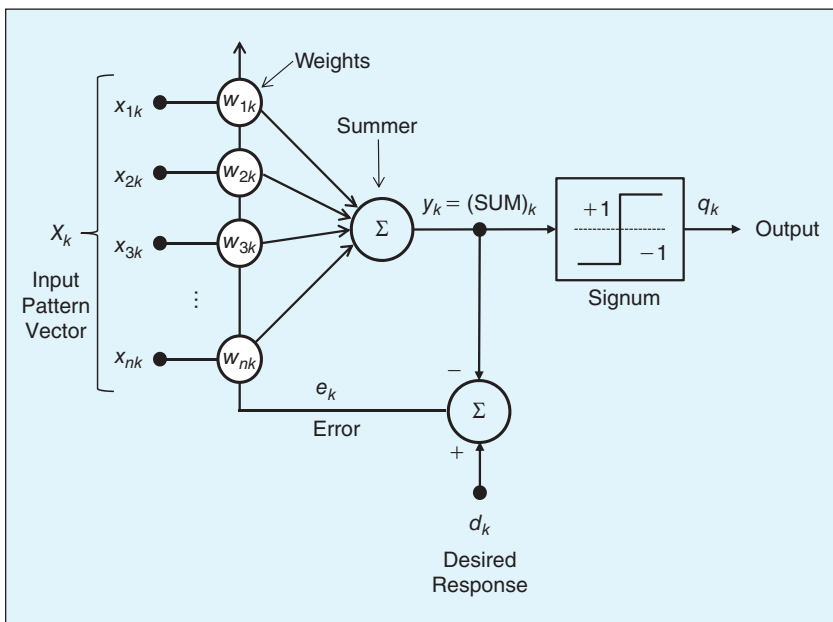 Weights
x1k
w1k
Summer
x2k
w2k
yk = (SUM)k
+1
−1
qk
Output
Xk
x3k
w3k
Σ
Signum
Input
Pattern
Vector
⋮
xnk
wnk
−
ek
Σ
Error
+
dk
Desired
Response